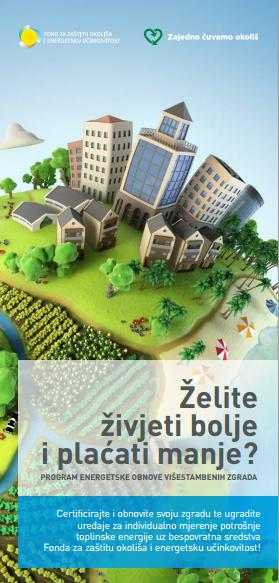 FOND ZA ZAŠTITU OKOLIŠA
I ENERGETSKU UČINKOVITOST
Zajedno čuvamo okoliš
Želite
živjeti bolje
i plaćati manje?
PROGRAM ENERGETSKE OBNOVE VIŠESTAMBENIH ZGRADA
Certificirajte i obnovite svoju zgradu te ugradite
uređaje za individualno mjerenje potrošnje
toplinske energije uz bespovratna sredstva
Fonda za zaštitu okoliša i energetsku učinkovitost!